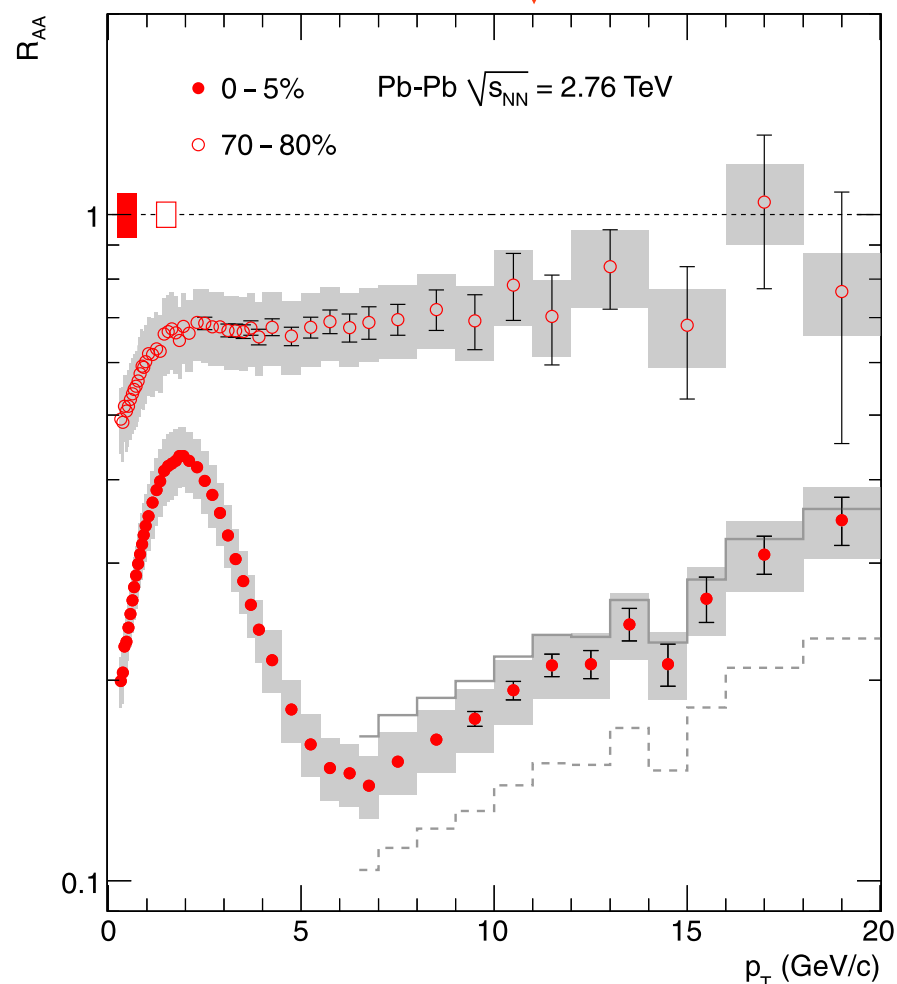 R_AA
0 – 5% Pb-Pb √s_NN = 2.76 TeV
70 – 80%
1
0.1
0 5 10 15 20
p_T (GeV/c)